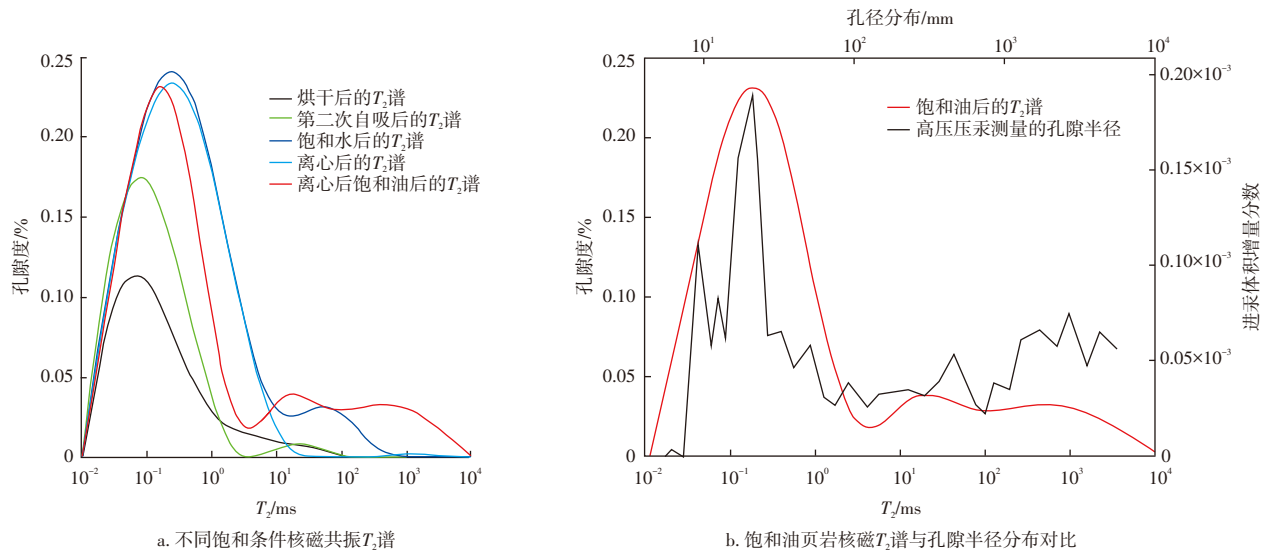 0.25
0.20
0.15
0.10
0.05
0
孔隙度/%
10⁻²
10⁻¹
10⁰
10¹
10²
10³
10⁴
T₂/ms
烘干后的T₂谱
第二次自吸后的T₂谱
饱和水后的T₂谱
离心后的T₂谱
离心后饱和油后的T₂谱
a. 不同饱和条件核磁共振T₂谱
孔径分布/mm
10¹
10²
10³
10⁴
0.25
0.20
0.15
0.10
0.05
0
孔隙度/%
饱和油后的T₂谱
高压压汞测量的孔隙半径
0.20×10⁻³
0.15×10⁻³
0.10×10⁻³
0.05×10⁻³
0
进汞体积增量分数
10⁻²
10⁻¹
10⁰
10¹
10²
10³
10⁴
T₂/ms
b. 饱和油页岩核磁T₂谱与孔隙半径分布对比